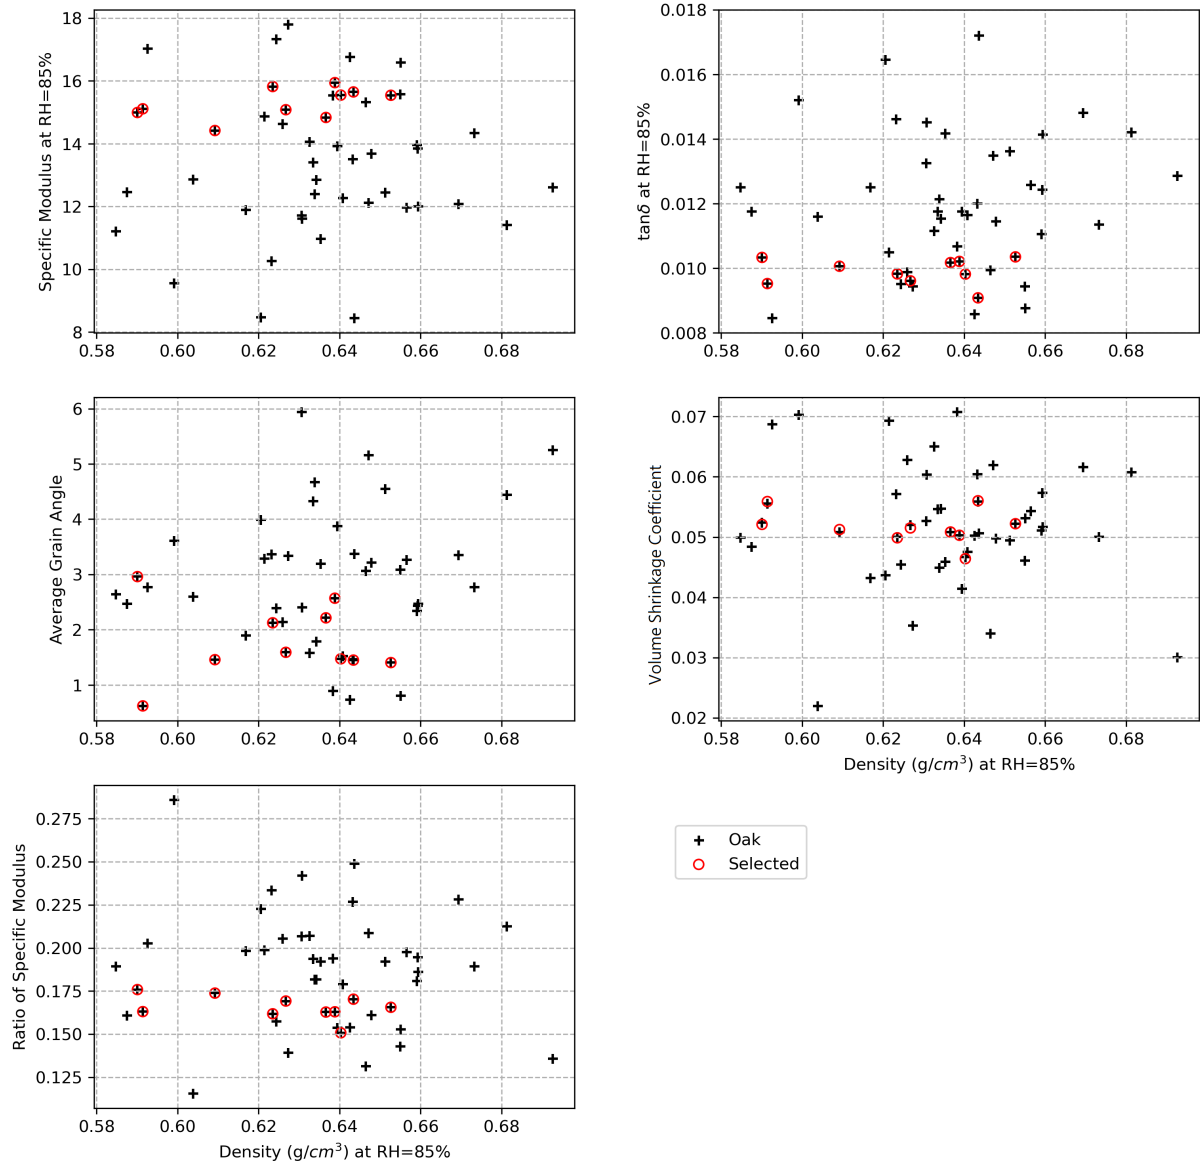 Specific Modulus at RH=85%
18
16
14
12
10
8
0.58 0.60 0.62 0.64 0.66 0.68
tanδ at RH=85%
0.018
0.016
0.014
0.012
0.010
0.008
0.58 0.60 0.62 0.64 0.66 0.68
Average Grain Angle
6
5
4
3
2
1
0.58 0.60 0.62 0.64 0.66 0.68
Volume Shrinkage Coefficient
0.07
0.06
0.05
0.04
0.03
0.02
0.58 0.60 0.62 0.64 0.66 0.68
Density (g/cm³) at RH=85%
Ratio of Specific Modulus
0.275
0.250
0.225
0.200
0.175
0.150
0.125
0.58 0.60 0.62 0.64 0.66 0.68
Density (g/cm³) at RH=85%
Oak
Selected